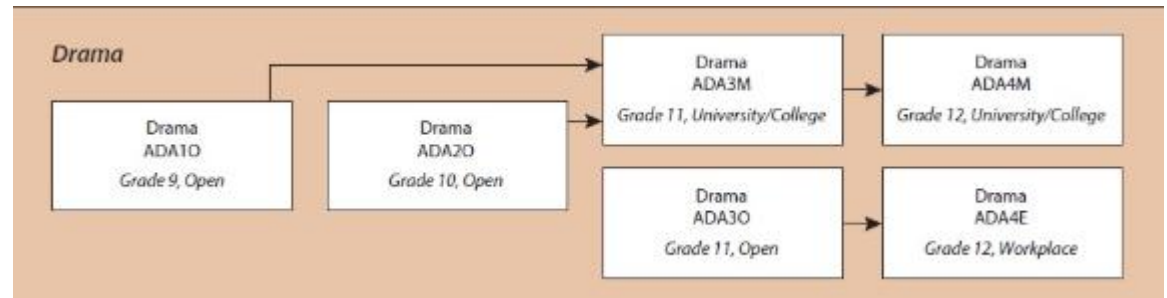 Drama
Drama
ADA1O
Grade 9, Open
Drama
ADA2O
Grade 10, Open
Drama
ADA3M
Grade 11, University/College
Drama
ADA4M
Grade 12, University/College
Drama
ADA3O
Grade 11, Open
Drama
ADA4E
Grade 12, Workplace